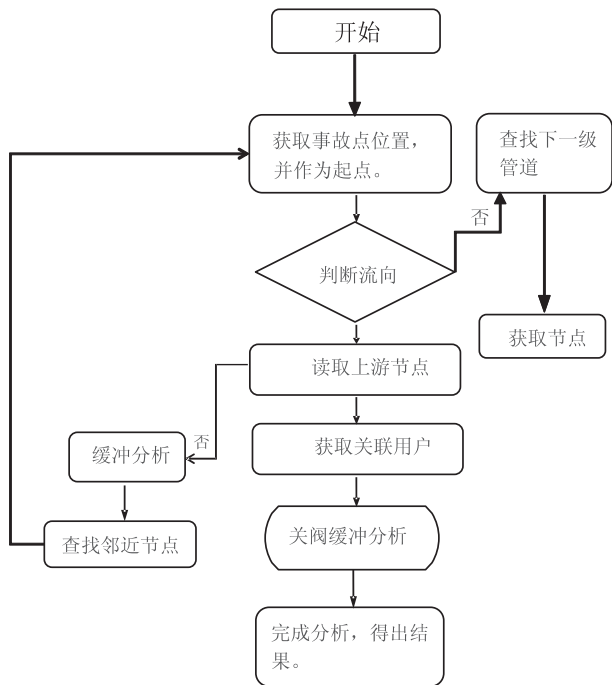 开始
获取事故点位置，
并作为起点。
查找下一级
管道
否
判断流向
获取节点
读取上游节点
否
缓冲分析
获取关联用户
查找邻近节点
关阀缓冲分析
完成分析，得出结
果。